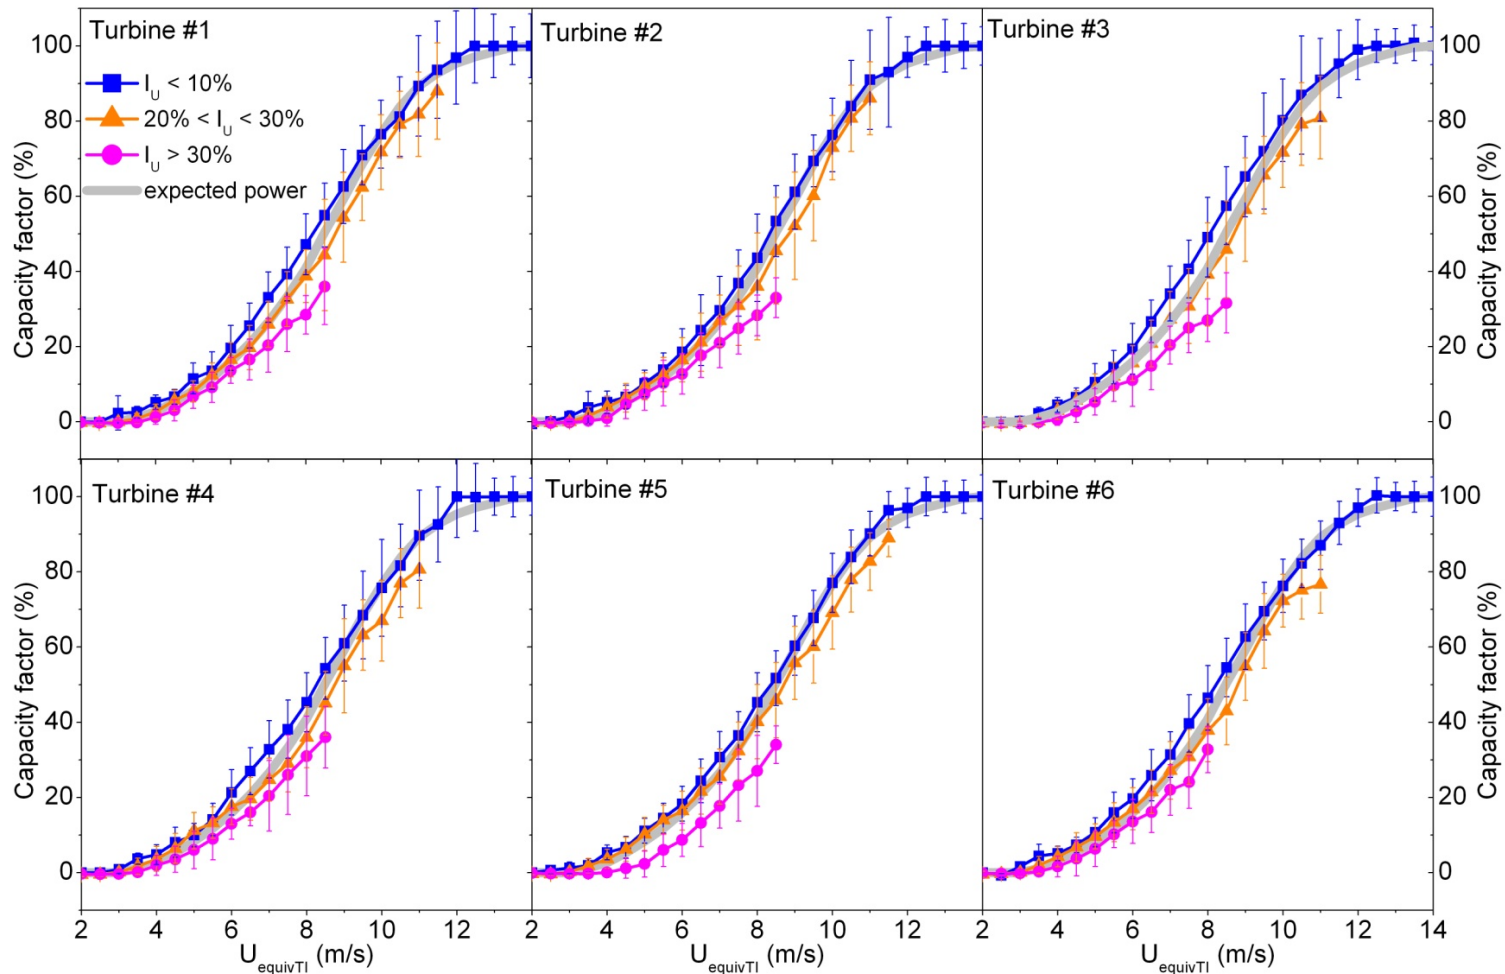 Turbine #1
Turbine #2
Turbine #3
I_U < 10%
20% < I_U < 30%
I_U > 30%
expected power
Capacity factor (%)
100
80
60
40
20
0
100
80
60
40
20
0
Capacity factor (%)
Turbine #4
Turbine #5
Turbine #6
Capacity factor (%)
100
80
60
40
20
0
100
80
60
40
20
0
Capacity factor (%)
2 4 6 8 10 12 2 4 6 8 10 12 2 4 6 8 10 12 14
U_equivTI (m/s)
U_equivTI (m/s)
U_equivTI (m/s)